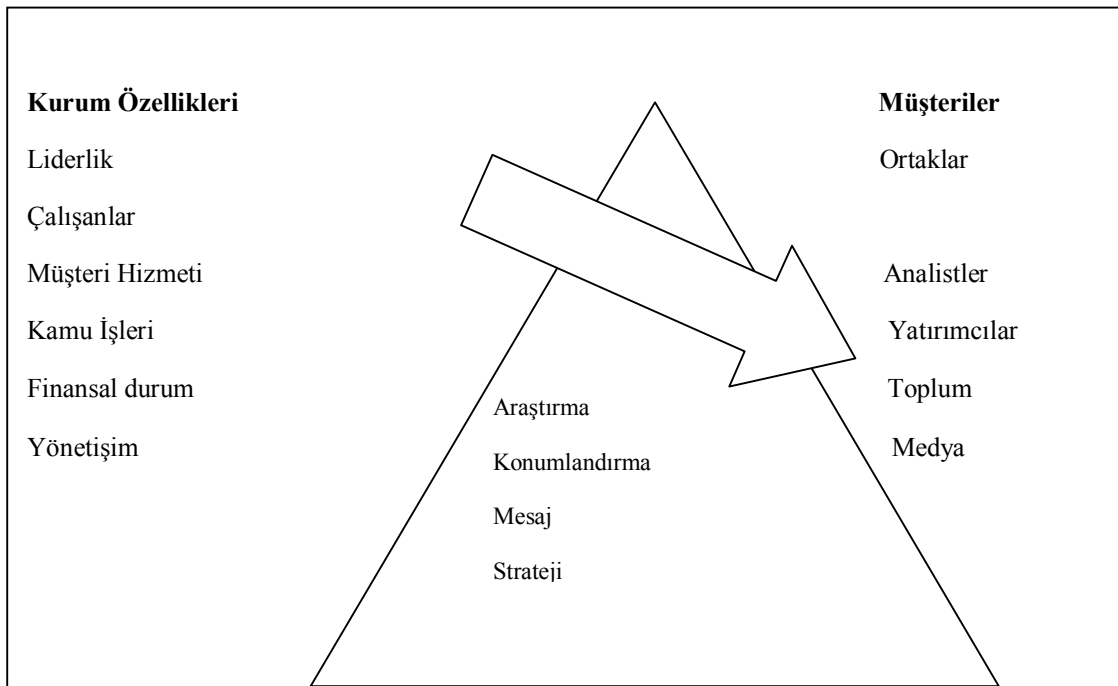 Kurum Özellikleri
Liderlik
Çalışanlar
Müşteri Hizmeti
Kamu İşleri
Finansal durum
Yönetişim
Araştırma
Konumlandırma
Mesaj
Strateji
Müşteriler
Ortaklar
Analistler
Yatırımcılar
Toplum
Medya